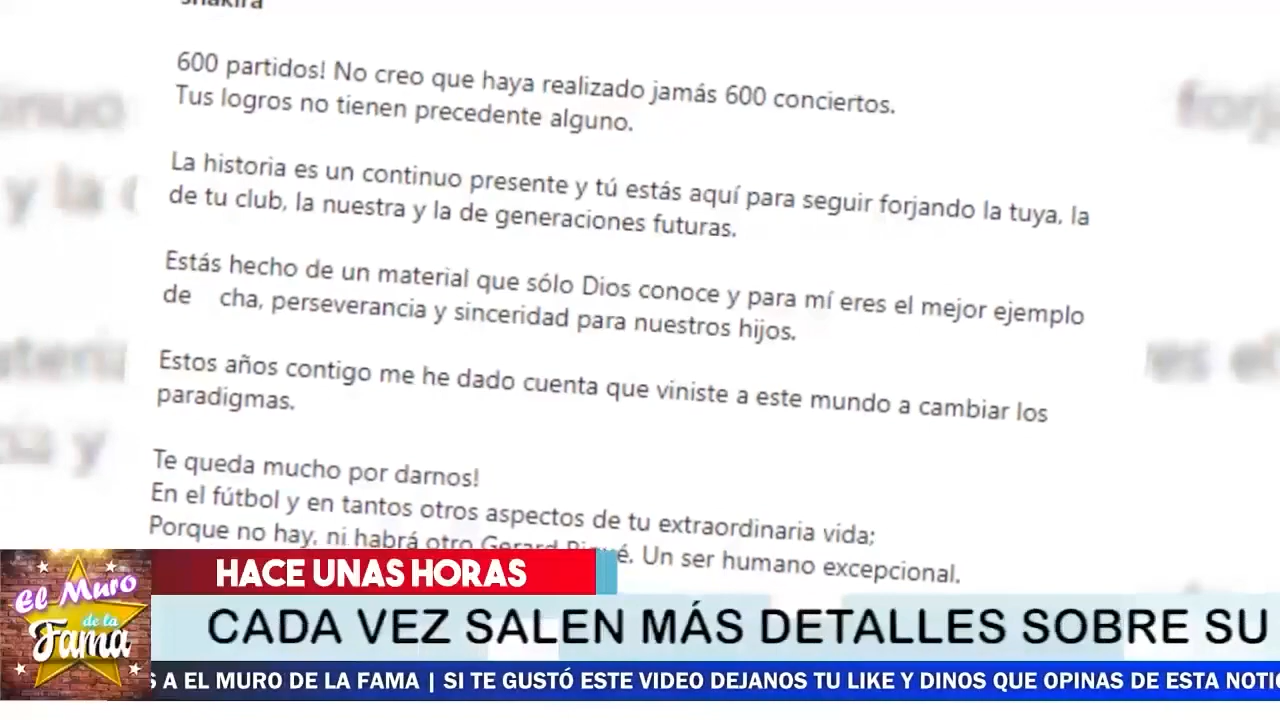 shakira
600 partidos! No creo que haya realizado jamás 600 conciertos.
Tus logros no tienen precedente alguno.
La historia es un continuo presente y tú estás aquí para seguir forjando la tuya, la
de tu club, la nuestra y la de generaciones futuras.
Estás hecho de un material que sólo Dios conoce y para mí eres el mejor ejemplo
de cha, perseverancia y sinceridad para nuestros hijos.
Estos años contigo me he dado cuenta que viniste a este mundo a cambiar los
paradigmas.
Te queda mucho por darnos!
En el fútbol y en tantos otros aspectos de tu extraordinaria vida;
Porque no hay, ni habrá otro Gerard Piqué. Un ser humano excepcional.
HACE UNAS HORAS
El Muro
de la
Fama
CADA VEZ SALEN MÁS DETALLES SOBRE SU
S A EL MURO DE LA FAMA | SI TE GUSTÓ ESTE VIDEO DEJANOS TU LIKE Y DINOS QUE OPINAS DE ESTA NOTIC